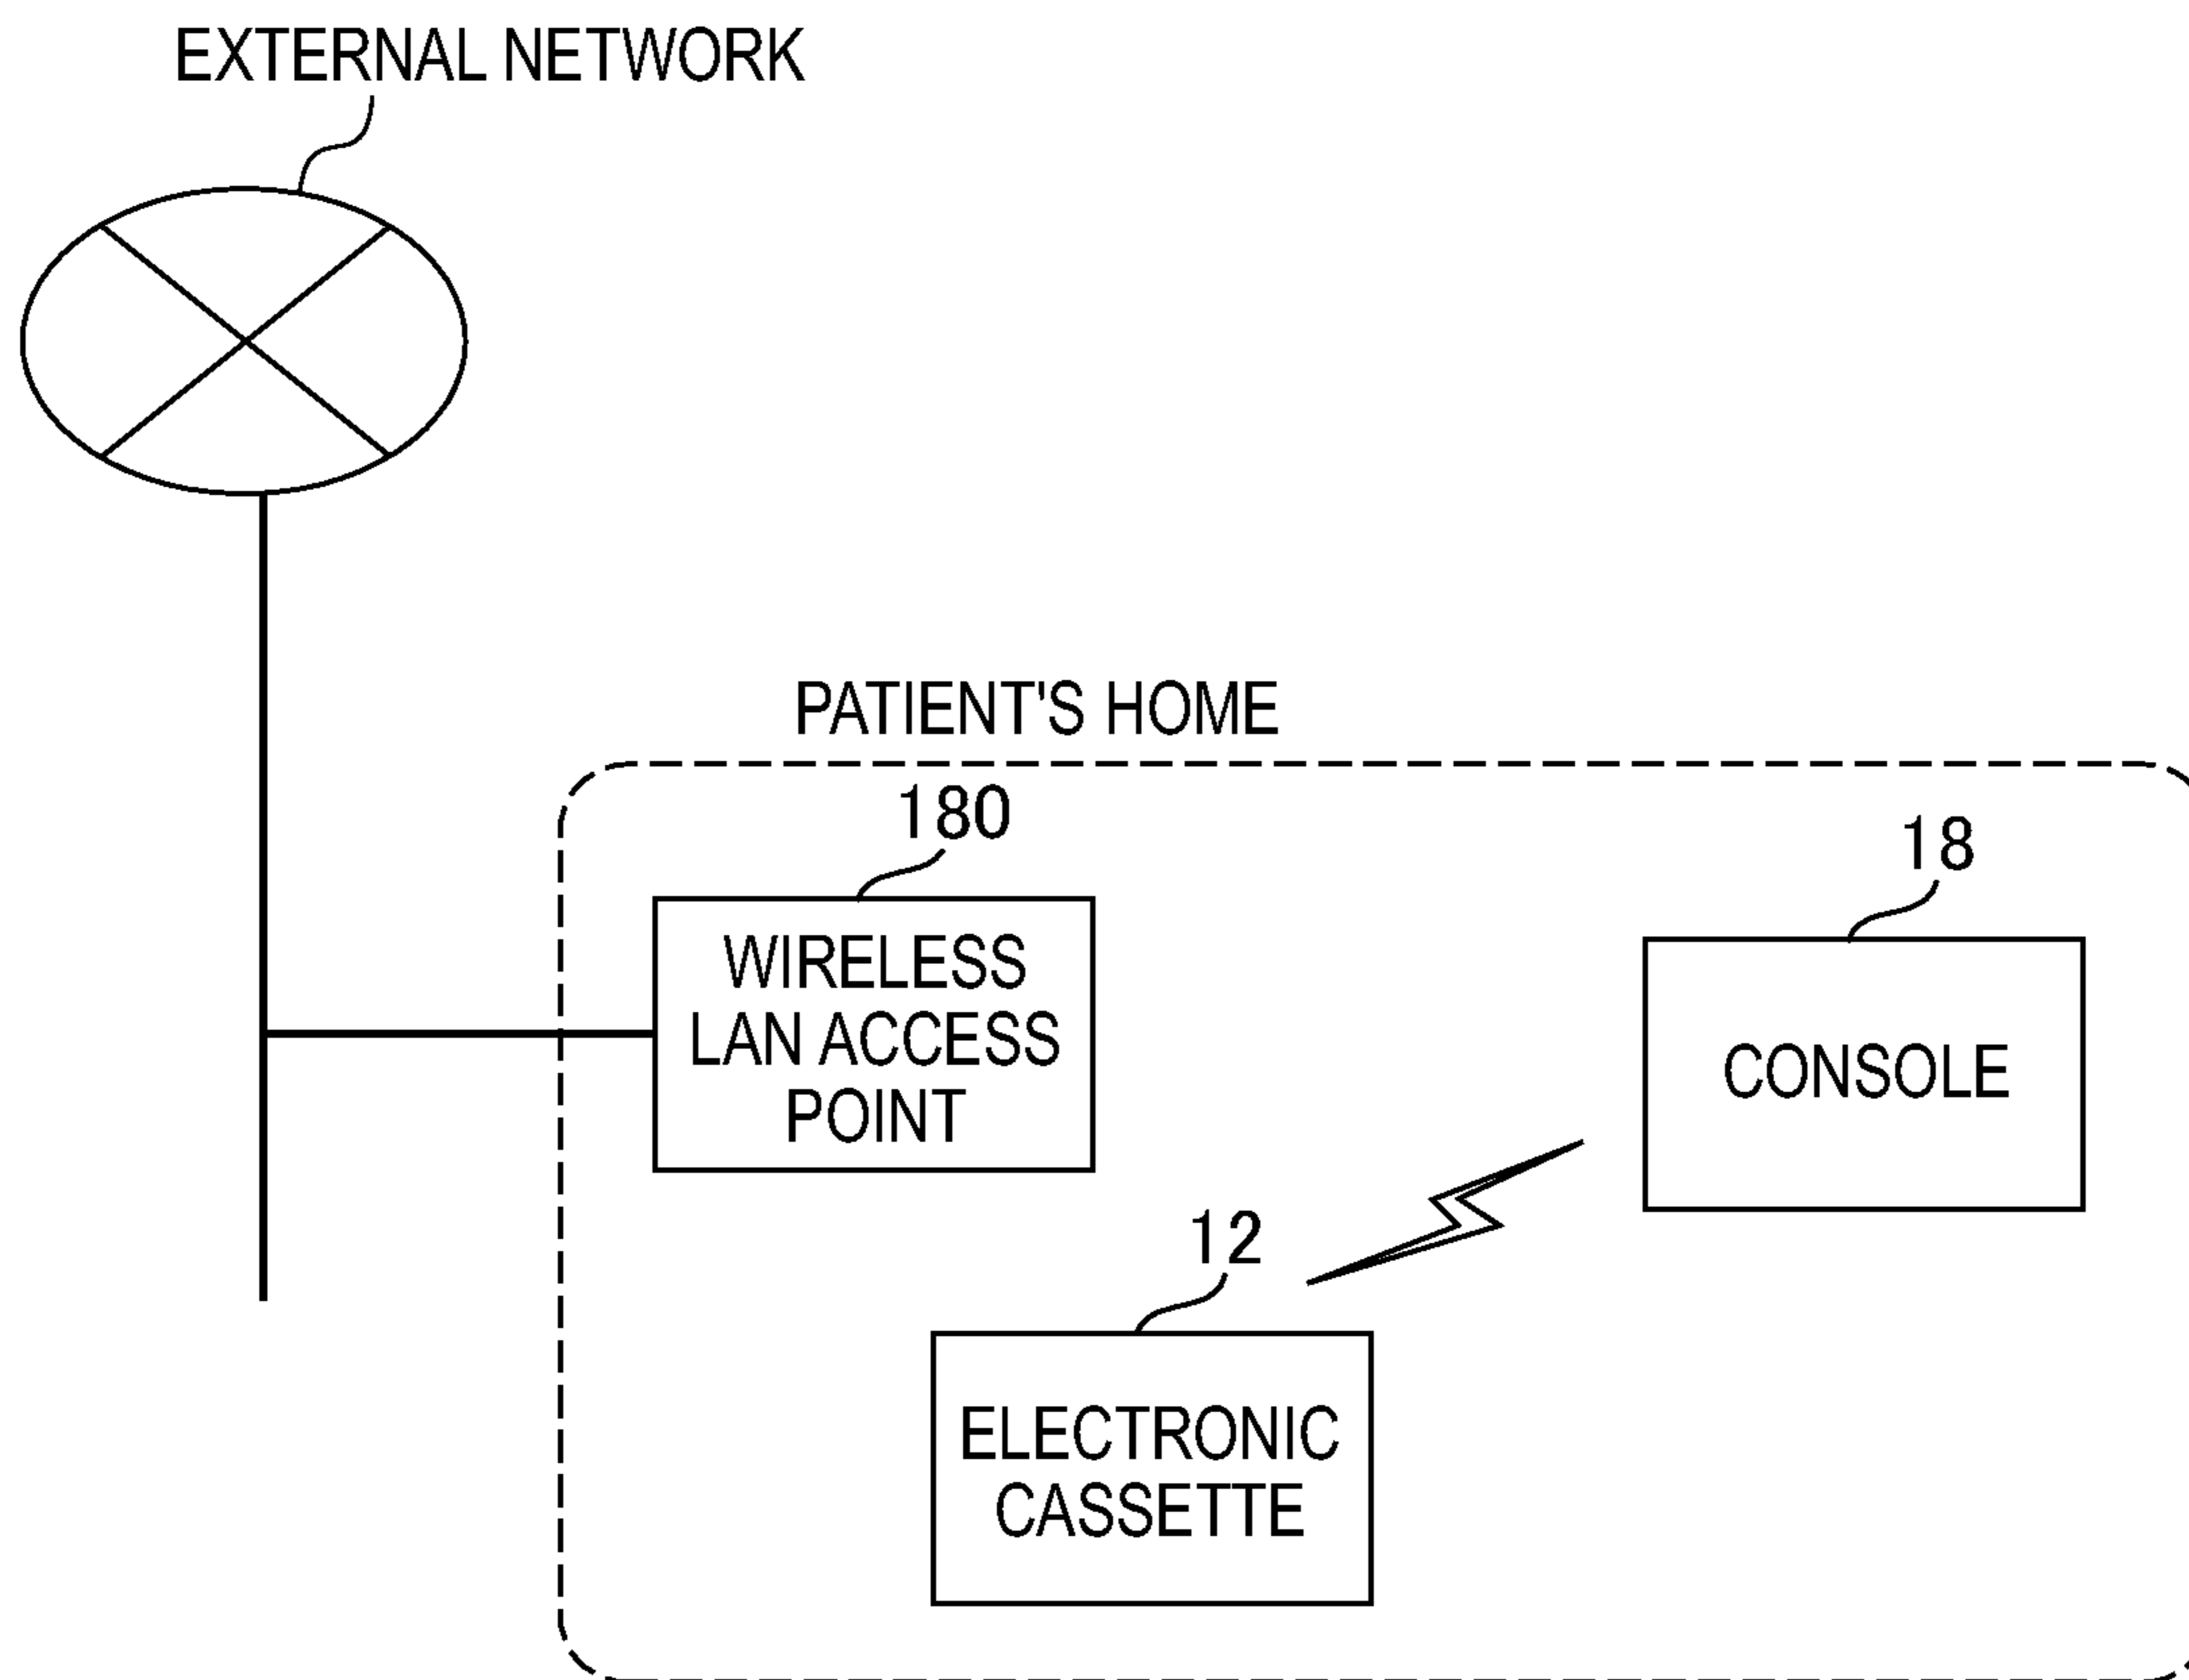 EXTERNAL NETWORK
PATIENT'S HOME
180
18
WIRELESS
LAN ACCESS
POINT
CONSOLE
12
ELECTRONIC
CASSETTE